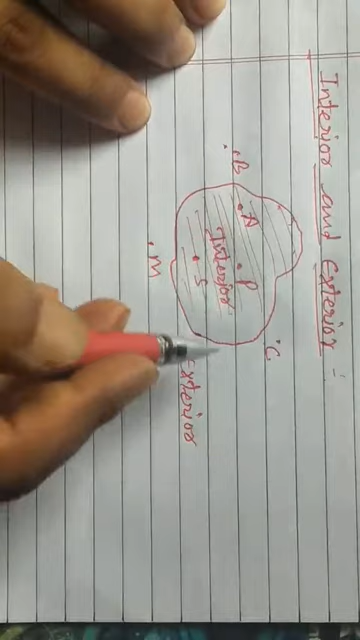 Interior and Exterior :
.B
.A
.C
Interior
.P
.S
.M
Exterior